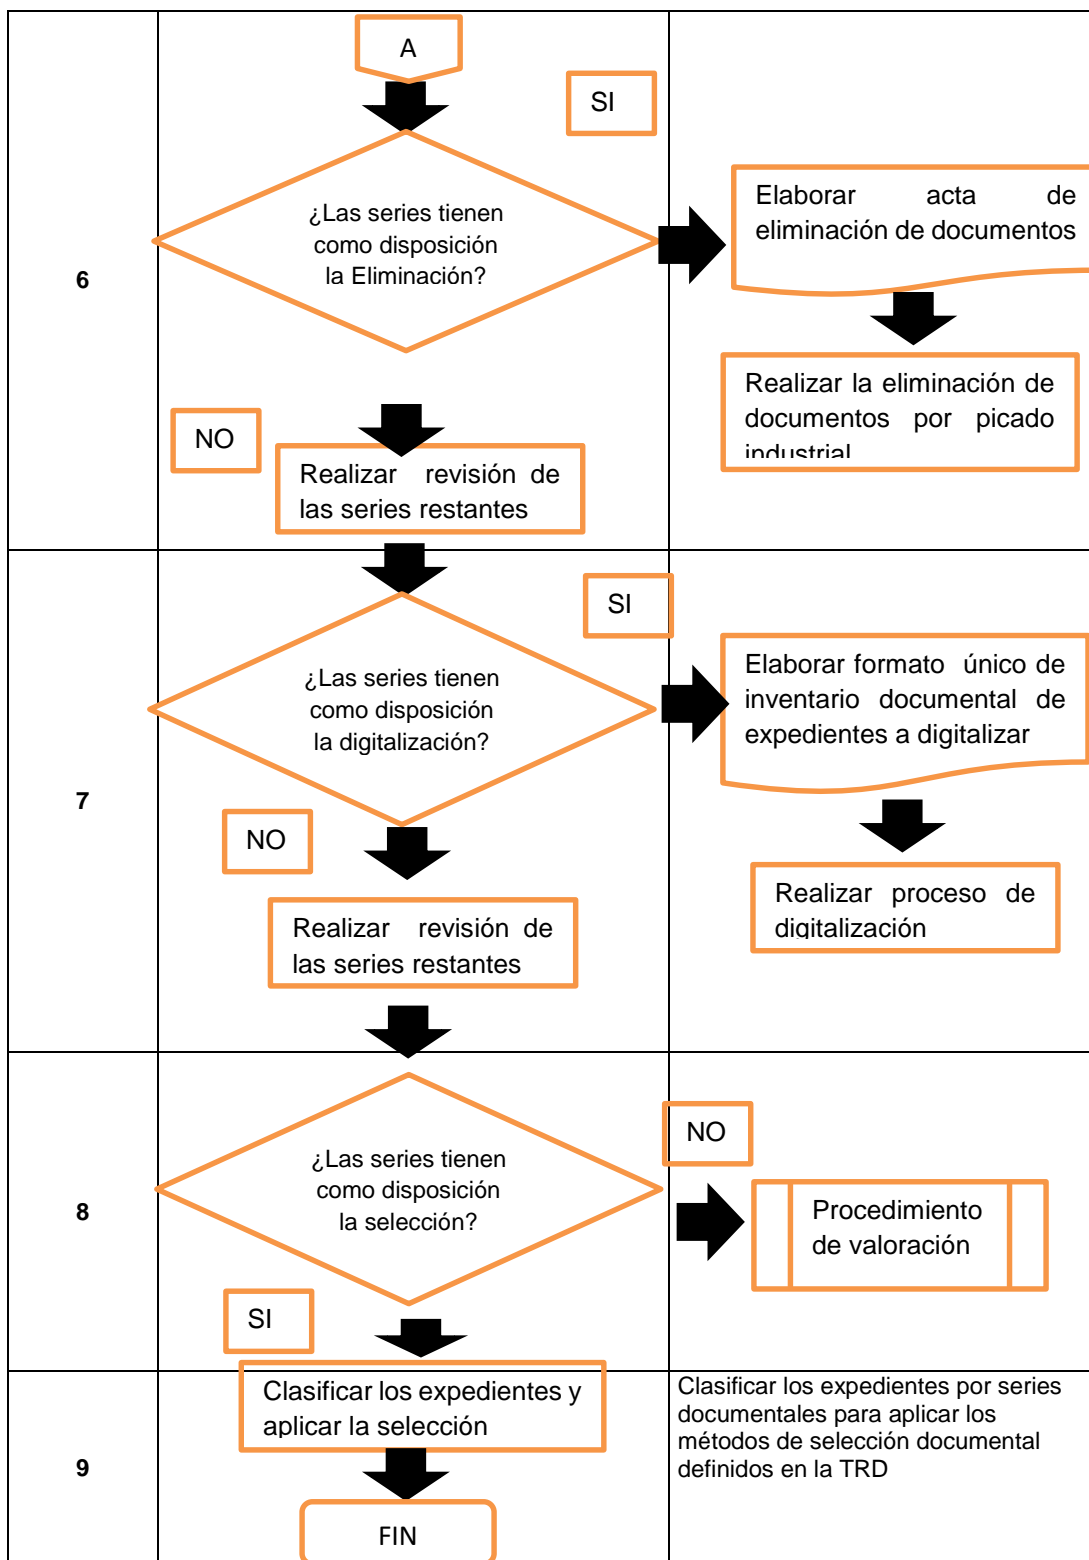 A
SI
¿Las series tienen
como disposición
la Eliminación?
Elaborar acta de
eliminación de documentos
6
Realizar la eliminación de
documentos por picado
industrial
NO
Realizar revisión de
las series restantes
SI
¿Las series tienen
como disposición
la digitalización?
Elaborar formato único de
inventario documental de
expedientes a digitalizar
7
NO
Realizar proceso de
digitalización
Realizar revisión de
las series restantes
NO
¿Las series tienen
como disposición
la selección?
8
Procedimiento
de valoración
SI
Clasificar los expedientes y
aplicar la selección
Clasificar los expedientes por series
documentales para aplicar los
métodos de selección documental
definidos en la TRD
9
FIN